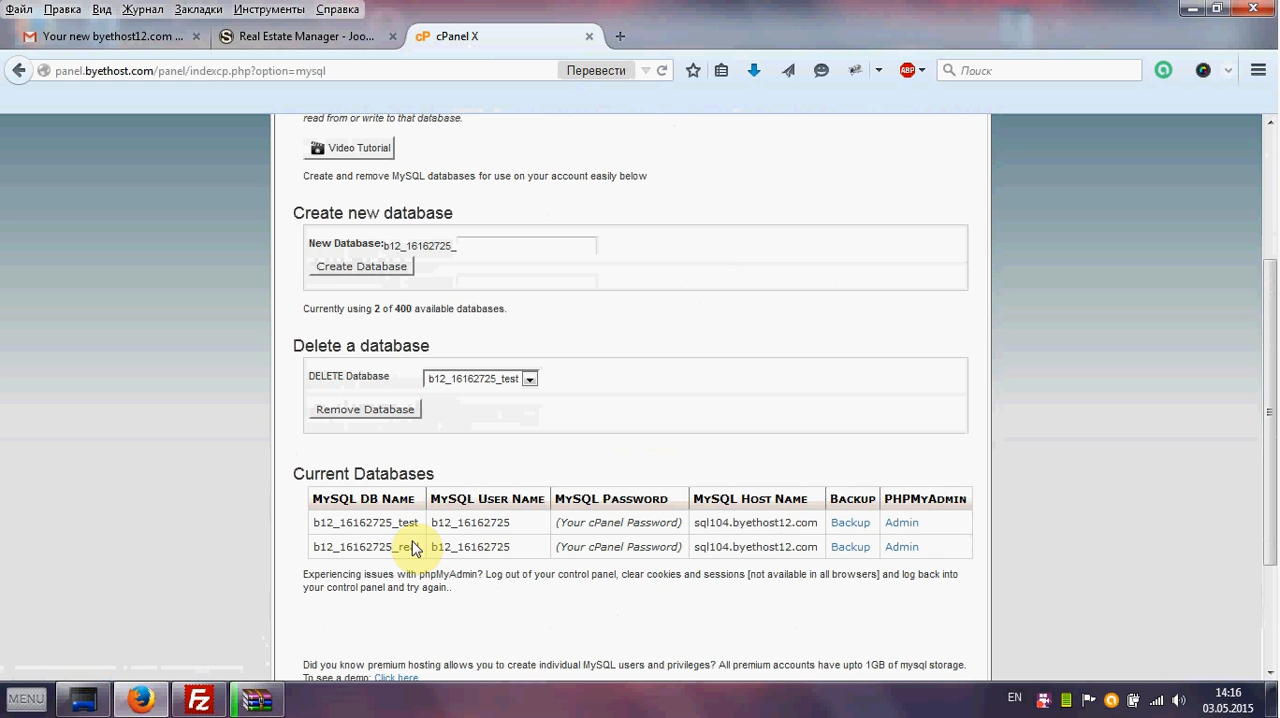 Файл Правка Вид Журнал Закладки Инструменты Справка
Your new byethost12.com ... × Real Estate Manager - Joo... × cP cPanel X × +
panel.byethost.com/panel/indexcp.php?option=mysql Перевести ABP Поиск
read from or write to that database.
Video Tutorial
Create and remove MySQL databases for use on your account easily below
Create new database
New Database: b12_16162725_
Create Database
Currently using 2 of 400 available databases.
Delete a database
DELETE Database b12_16162725_test
Remove Database
Current Databases
MySQL DB Name MySQL User Name MySQL Password MySQL Host Name Backup PHPMyAdmin
b12_16162725_test b12_16162725 (Your cPanel Password) sql104.byethost12.com Backup Admin
b12_16162725 (Your cPanel Password) sql104.byethost12.com Backup Admin
Experiencing issues with phpMyAdmin? Log out of your control panel, clear cookies and sessions [not available in all browsers] and log back into
your control panel and try again..
Did you know premium hosting allows you to create individual MySQL users and privileges? All premium accounts have upto 1GB of mysql storage.
To see a demo: Click here
MENU Fz EN 14:16
03.05.2015